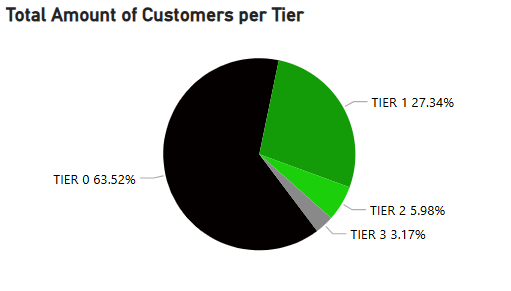 Total Amount of Customers per Tier
TIER 1 27.34%
TIER 0 63.52%
TIER 2 5.98%
TIER 3 3.17%